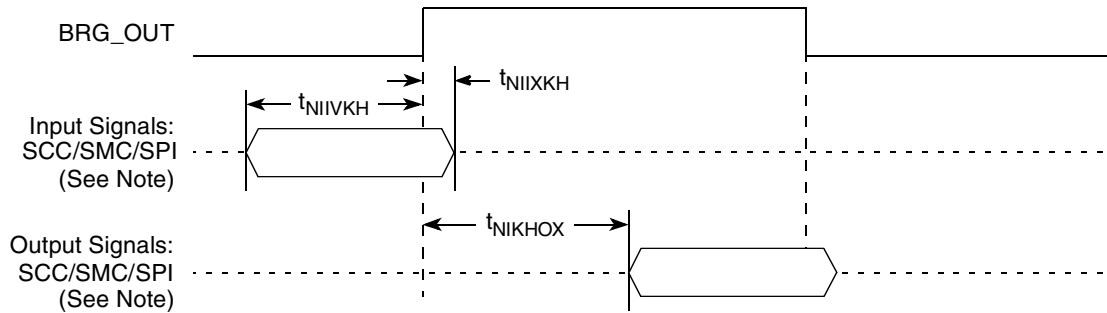 BRG_OUT
tNIIXKH
tNIIVKH
Input Signals:
SCC/SMC/SPI
(See Note)
tNIKHOX
Output Signals:
SCC/SMC/SPI
(See Note)